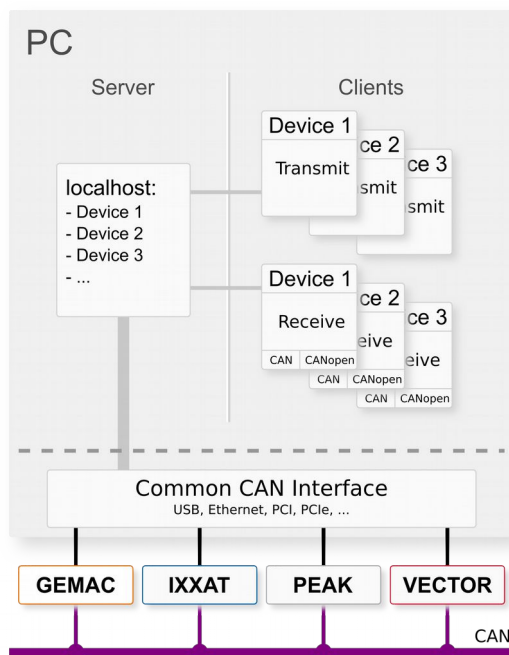 PC
Server
Clients
localhost:
- Device 1
- Device 2
- Device 3
- ...
Device 1
Transmit
ce 2
smit
ce 3
smit
Device 1
Receive
CAN CANopen
ce 2
eive
CAN CANopen
ce 3
eive
CAN CANopen
Common CAN Interface
USB, Ethernet, PCI, PCIe, ...
GEMAC
IXXAT
PEAK
VECTOR
CAN